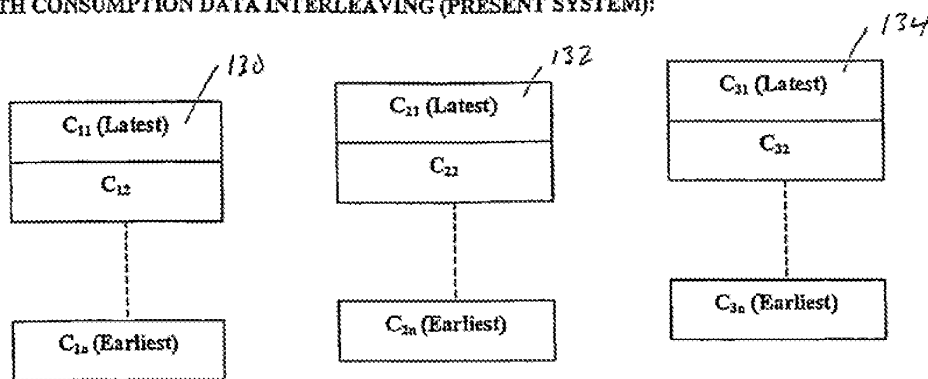 TH CONSUMPTION DATA INTERLEAVING (PRESENT SYSTEM):
130
132
134
C₁₁ (Latest)
C₁₂
C₁ₙ (Earliest)
C₂₁ (Latest)
C₂₂
C₂ₙ (Earliest)
C₃₁ (Latest)
C₃₂
C₃ₙ (Earliest)